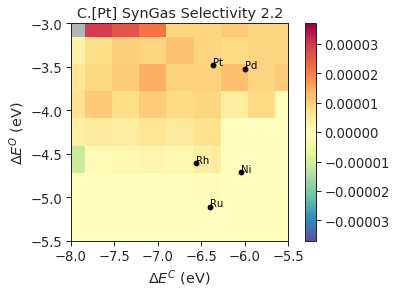 C.[Pt] SynGas Selectivity 2.2
−3.0
−3.5
−4.0
−4.5
−5.0
−5.5
ΔE^O (eV)
Pt
Pd
Rh
Ni
Ru
−8.0 −7.5 −7.0 −6.5 −6.0 −5.5
ΔE^C (eV)
0.00003
0.00002
0.00001
0.00000
−0.00001
−0.00002
−0.00003